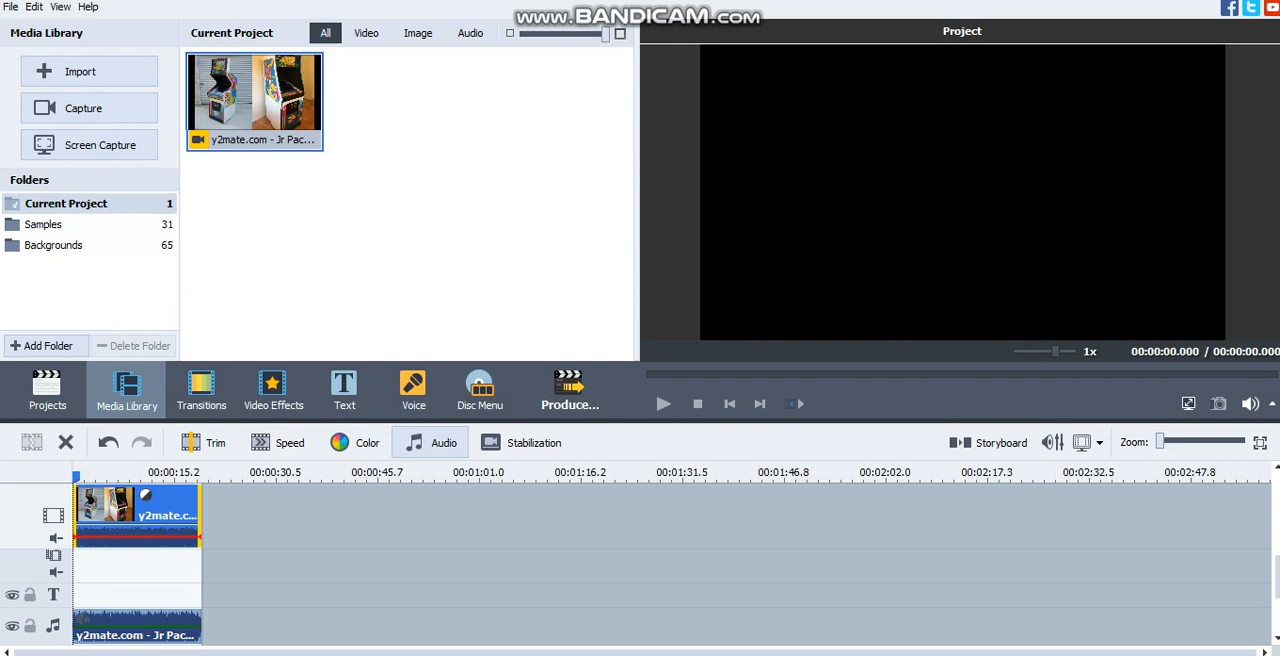 File Edit View Help
www.BANDICAM.com
Media Library
Current Project
All
Video
Image
Audio
Project
Import
Capture
Screen Capture
y2mate.com - Jr Pac...
Folders
Current Project 1
Samples 31
Backgrounds 65
+ Add Folder
Delete Folder
1x
00:00:00.000 / 00:00:00.000
Projects
Media Library
Transitions
Video Effects
Text
Voice
Disc Menu
Produce...
Trim
Speed
Color
Audio
Stabilization
Storyboard
Zoom:
00:00:15.2 00:00:30.5 00:00:45.7 00:01:01.0 00:01:16.2 00:01:31.5 00:01:46.8 00:02:02.0 00:02:17.3 00:02:32.5 00:02:47.8
y2mate.c...
T
y2mate.com - Jr Pac...